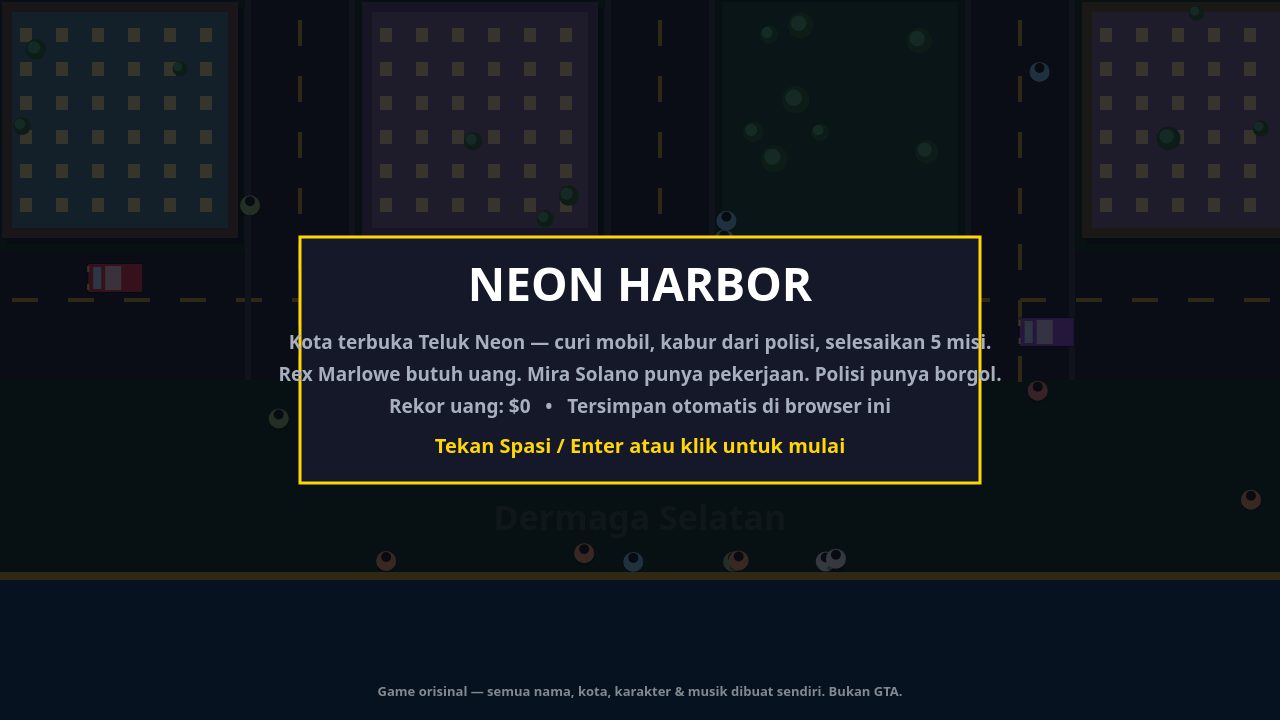 NEON HARBOR
Kota terbuka Teluk Neon — curi mobil, kabur dari polisi, selesaikan 5 misi.
Rex Marlowe butuh uang. Mira Solano punya pekerjaan. Polisi punya borgol.
Rekor uang: $0 • Tersimpan otomatis di browser ini
Tekan Spasi / Enter atau klik untuk mulai
Dermaga Selatan
Game orisinal — semua nama, kota, karakter & musik dibuat sendiri. Bukan GTA.